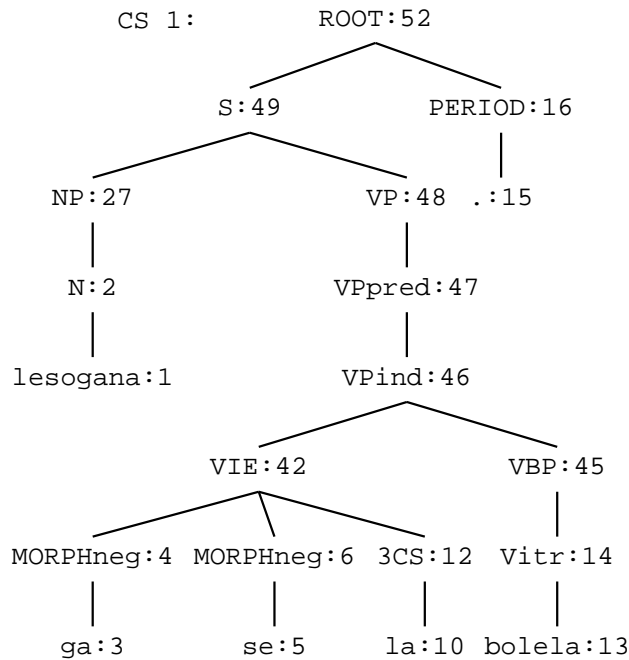 CS 1: ROOT:52
S:49 PERIOD:16
NP:27 VP:48 .:15
N:2 VPpred:47
lesogana:1 VPind:46
VIE:42 VBP:45
MORPHneg:4 MORPHneg:6 3CS:12 Vitr:14
ga:3 se:5 la:10 bolela:13